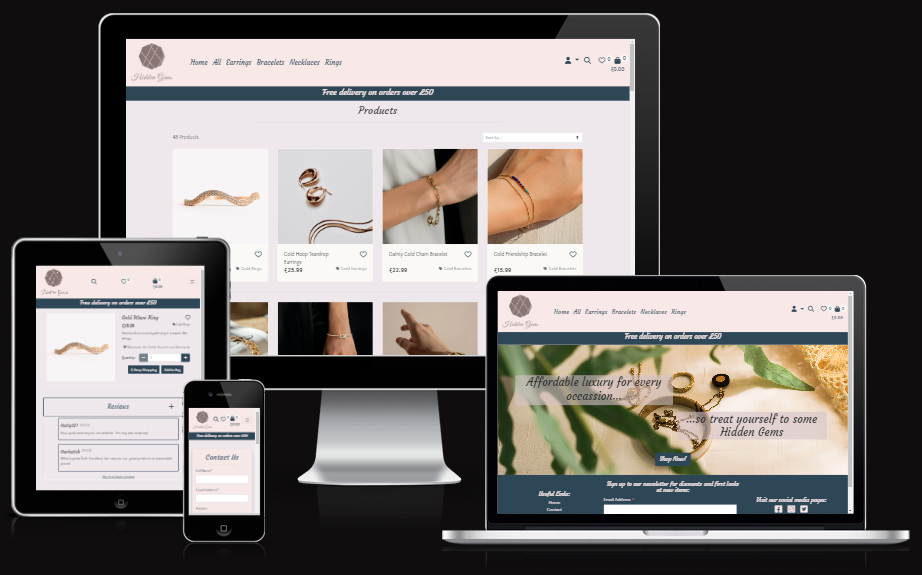 Hidden Gems
Home All Earrings Bracelets Necklaces Rings
0 0
£0.00
Free delivery on orders over £50
Products
48 Products
Sort by...
Gold Hoop Teardrop
Earrings
£25.99
Gold Earrings
Dainty Gold Chain Bracelet
£22.99
Gold Bracelets
Gold Friendship Bracelet
£15.99
Gold Bracelets
Gold Rings
Hidden Gems
£0.00
Free delivery on orders over £50
Gold Wave Ring
Gold Rings
Quantity:
Keep Shopping
Add to Bag
Reviews +
Free delivery on orders over £50
Contact Us
Full Name*
Email Address*
Hidden Gems
Home All Earrings Bracelets Necklaces Rings
0 0
£0.00
Free delivery on orders over £50
Affordable luxury for every
occassion...
...so treat yourself to some
Hidden Gems
Shop Now!
Useful Links:
Home
Contact
Sign up to our newsletter for discounts and first looks
at new items:
Email Address *
Visit our social media pages: